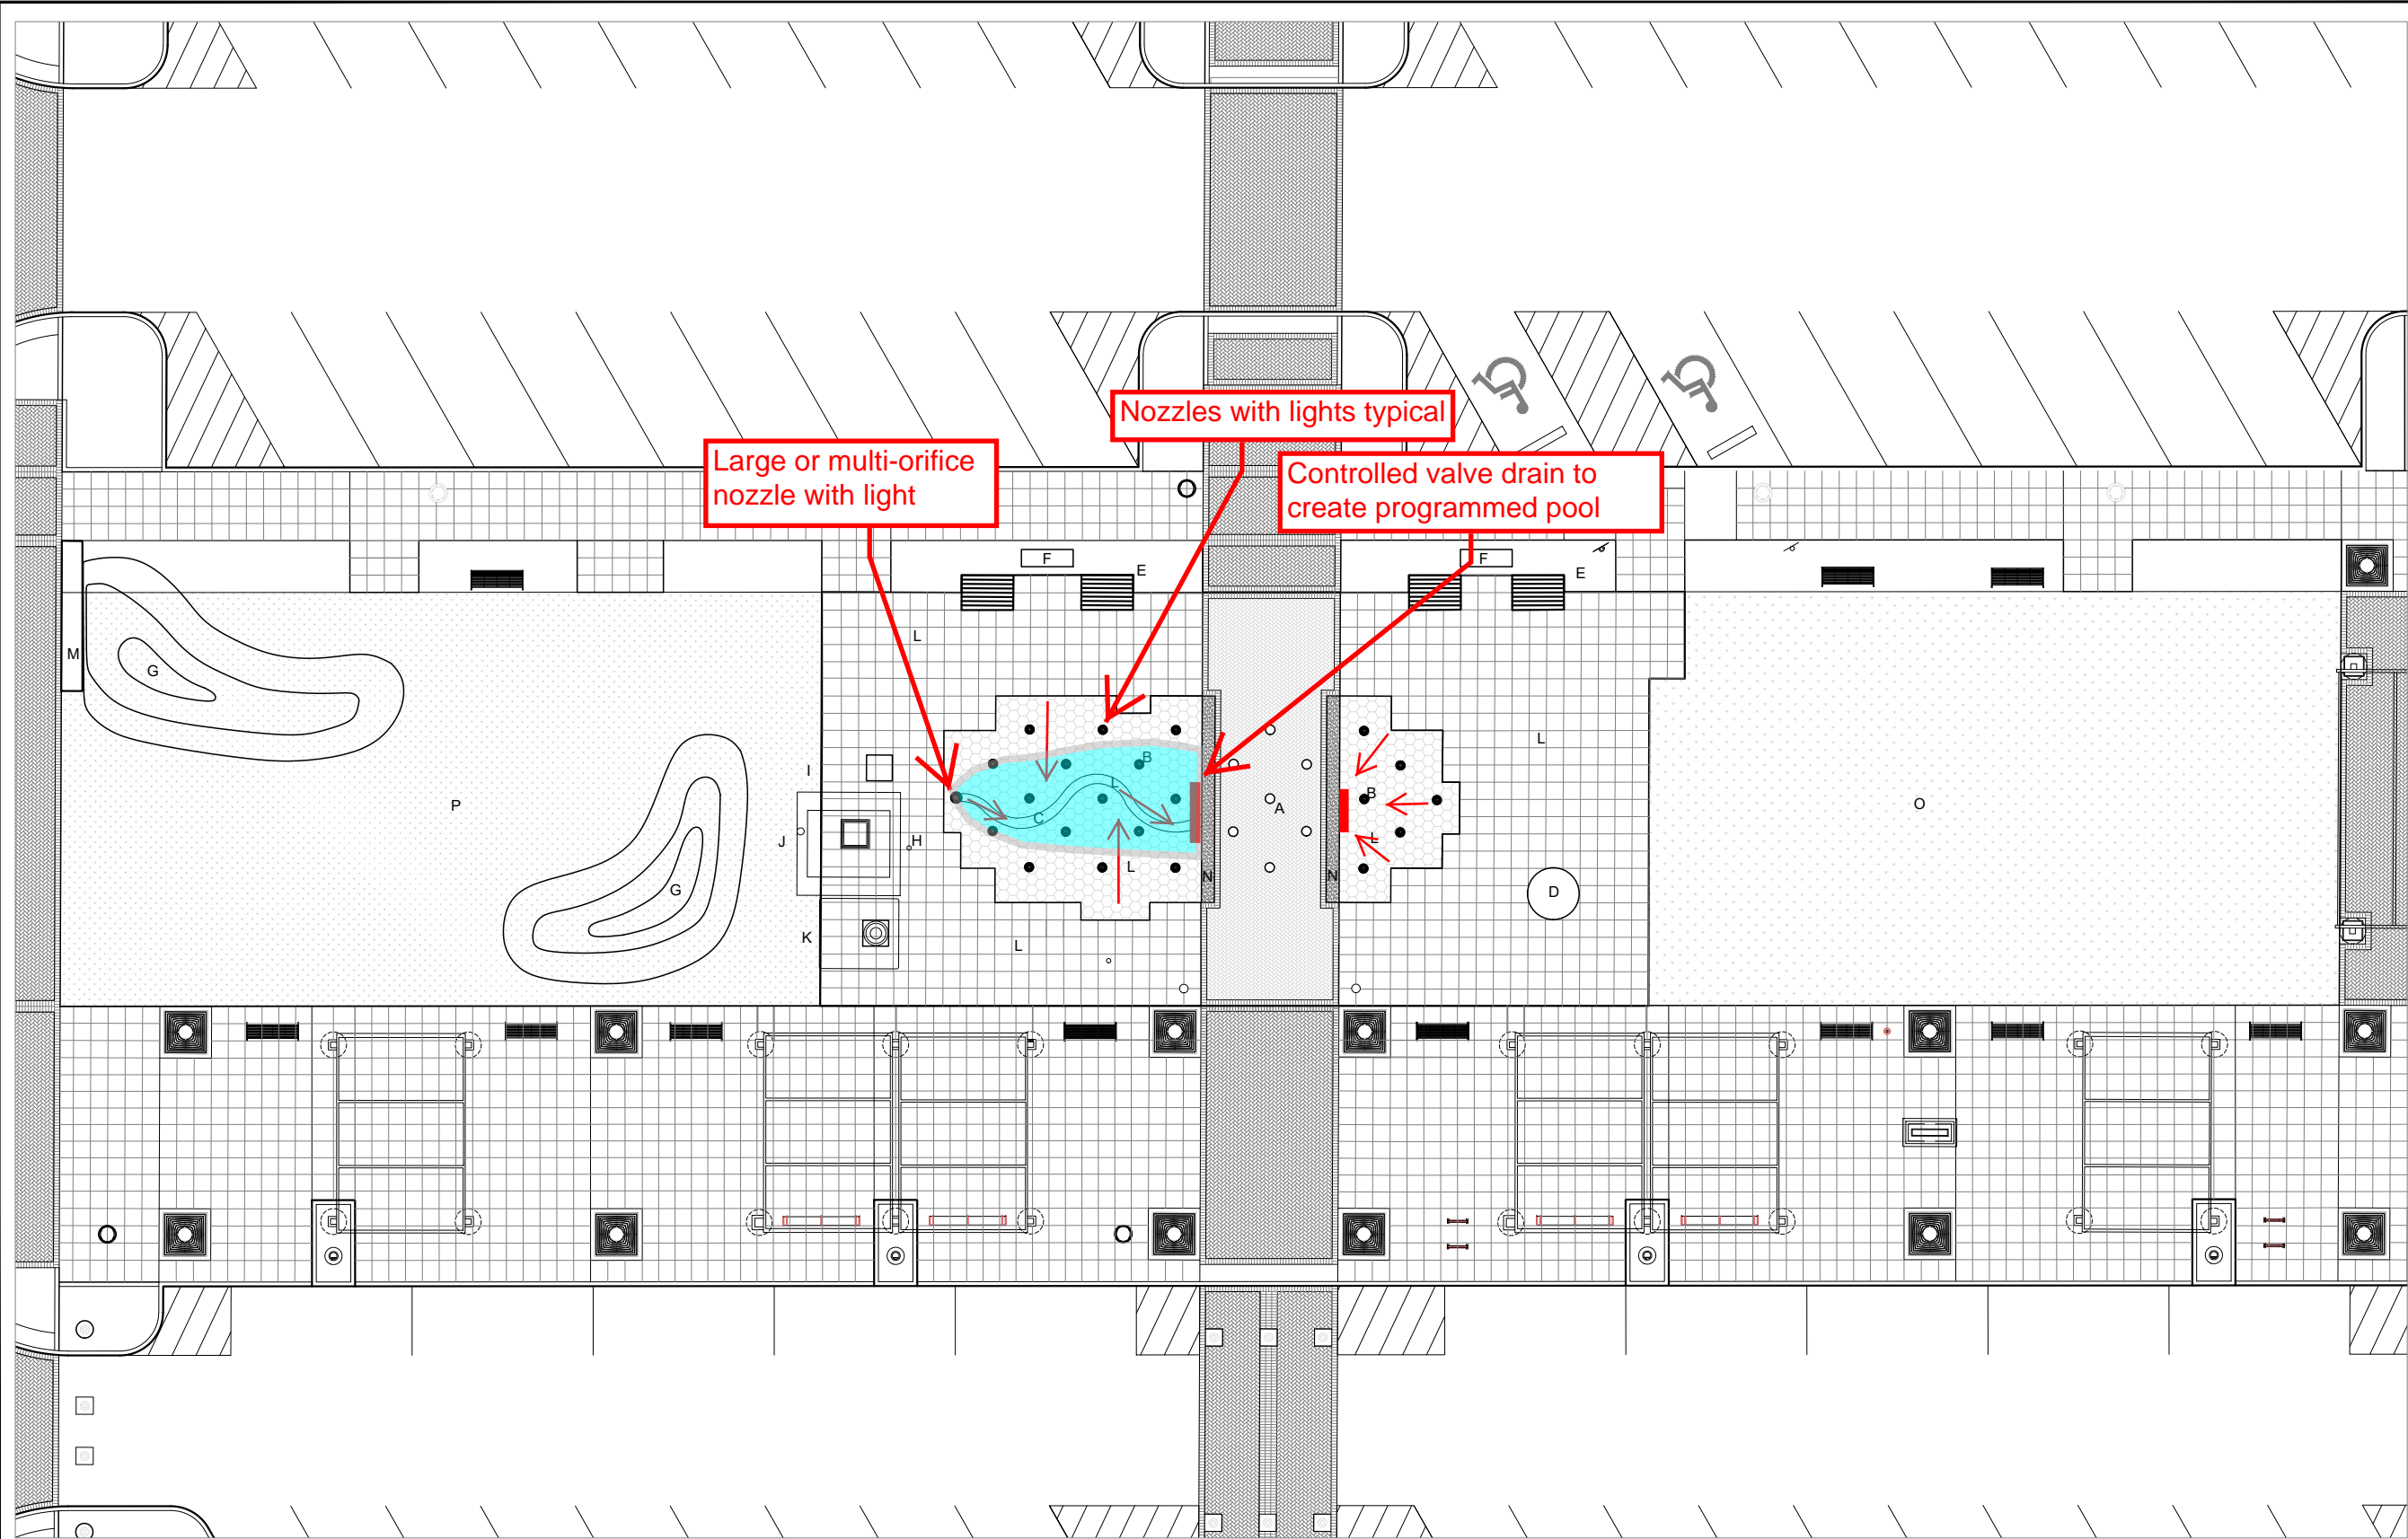 Nozzles with lights typical
Large or multi-orifice
nozzle with light
Controlled valve drain to
create programmed pool
F
F
E
E
L
M
G
L
B
I
L
B
P
A
O
C
J
H
L
L
N
N
G
D
K
L